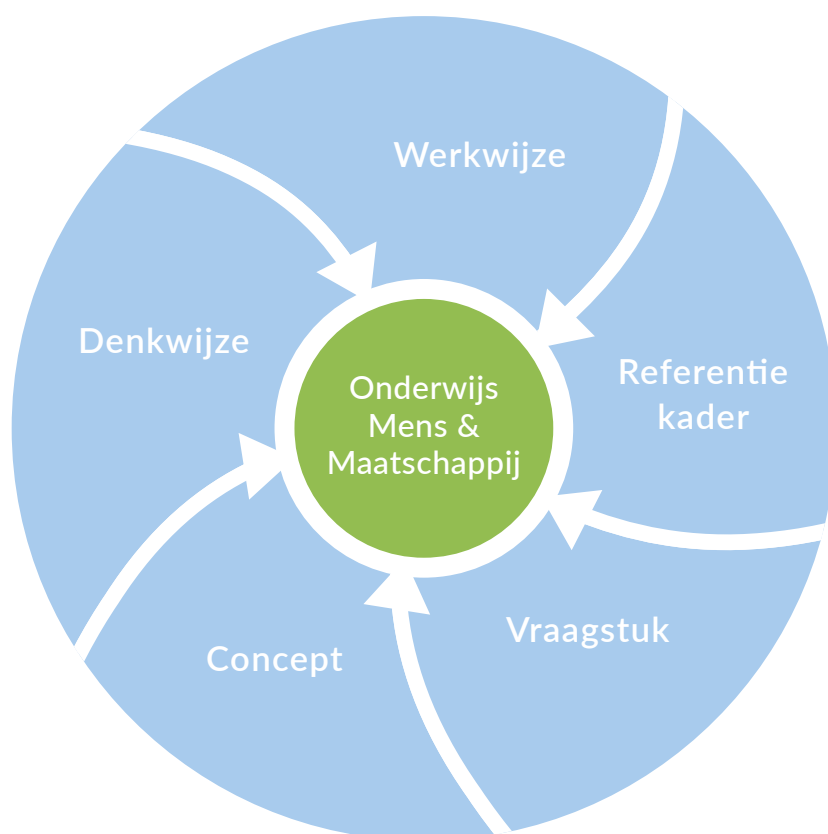 Werkwijze
Denkwijze
Referentie
kader
Onderwijs
Mens &
Maatschappij
Vraagstuk
Concept